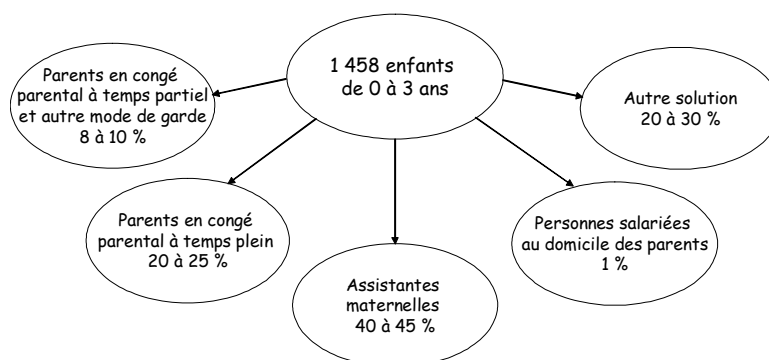 1 458 enfants
de 0 à 3 ans
Parents en congé
parental à temps partiel
et autre mode de garde
8 à 10 %
Autre solution
20 à 30 %
Parents en congé
parental à temps plein
20 à 25 %
Personnes salariées
au domicile des parents
1 %
Assistantes
maternelles
40 à 45 %